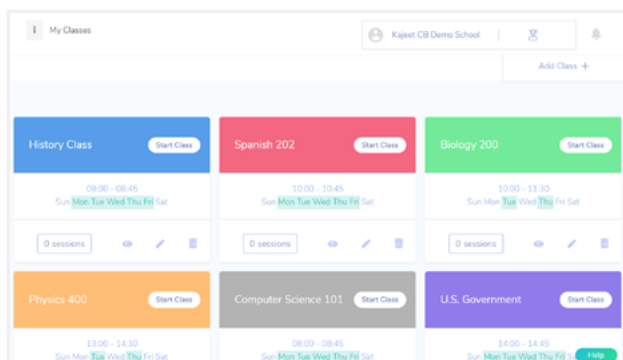 My Classes
Kajeet CB Demo School
Add Class +
History Class Start Class
Spanish 202 Start Class
Biology 200 Start Class
08:00 - 08:45
Sun Mon Tue Wed Thu Fri Sat
10:00 - 10:45
Sun Mon Tue Wed Thu Fri Sat
10:00 - 11:30
Sun Mon Tue Wed Thu Fri Sat
0 sessions
0 sessions
0 sessions
Physics 400 Start Class
Computer Science 101 Start Class
U.S. Government Start Class
13:00 - 14:30
Sun Mon Tue Wed Thu Fri Sat
08:00 - 08:45
Sun Mon Tue Wed Thu Fri Sat
14:00 - 14:45
Sun Mon Tue Wed Thu Fri
Help